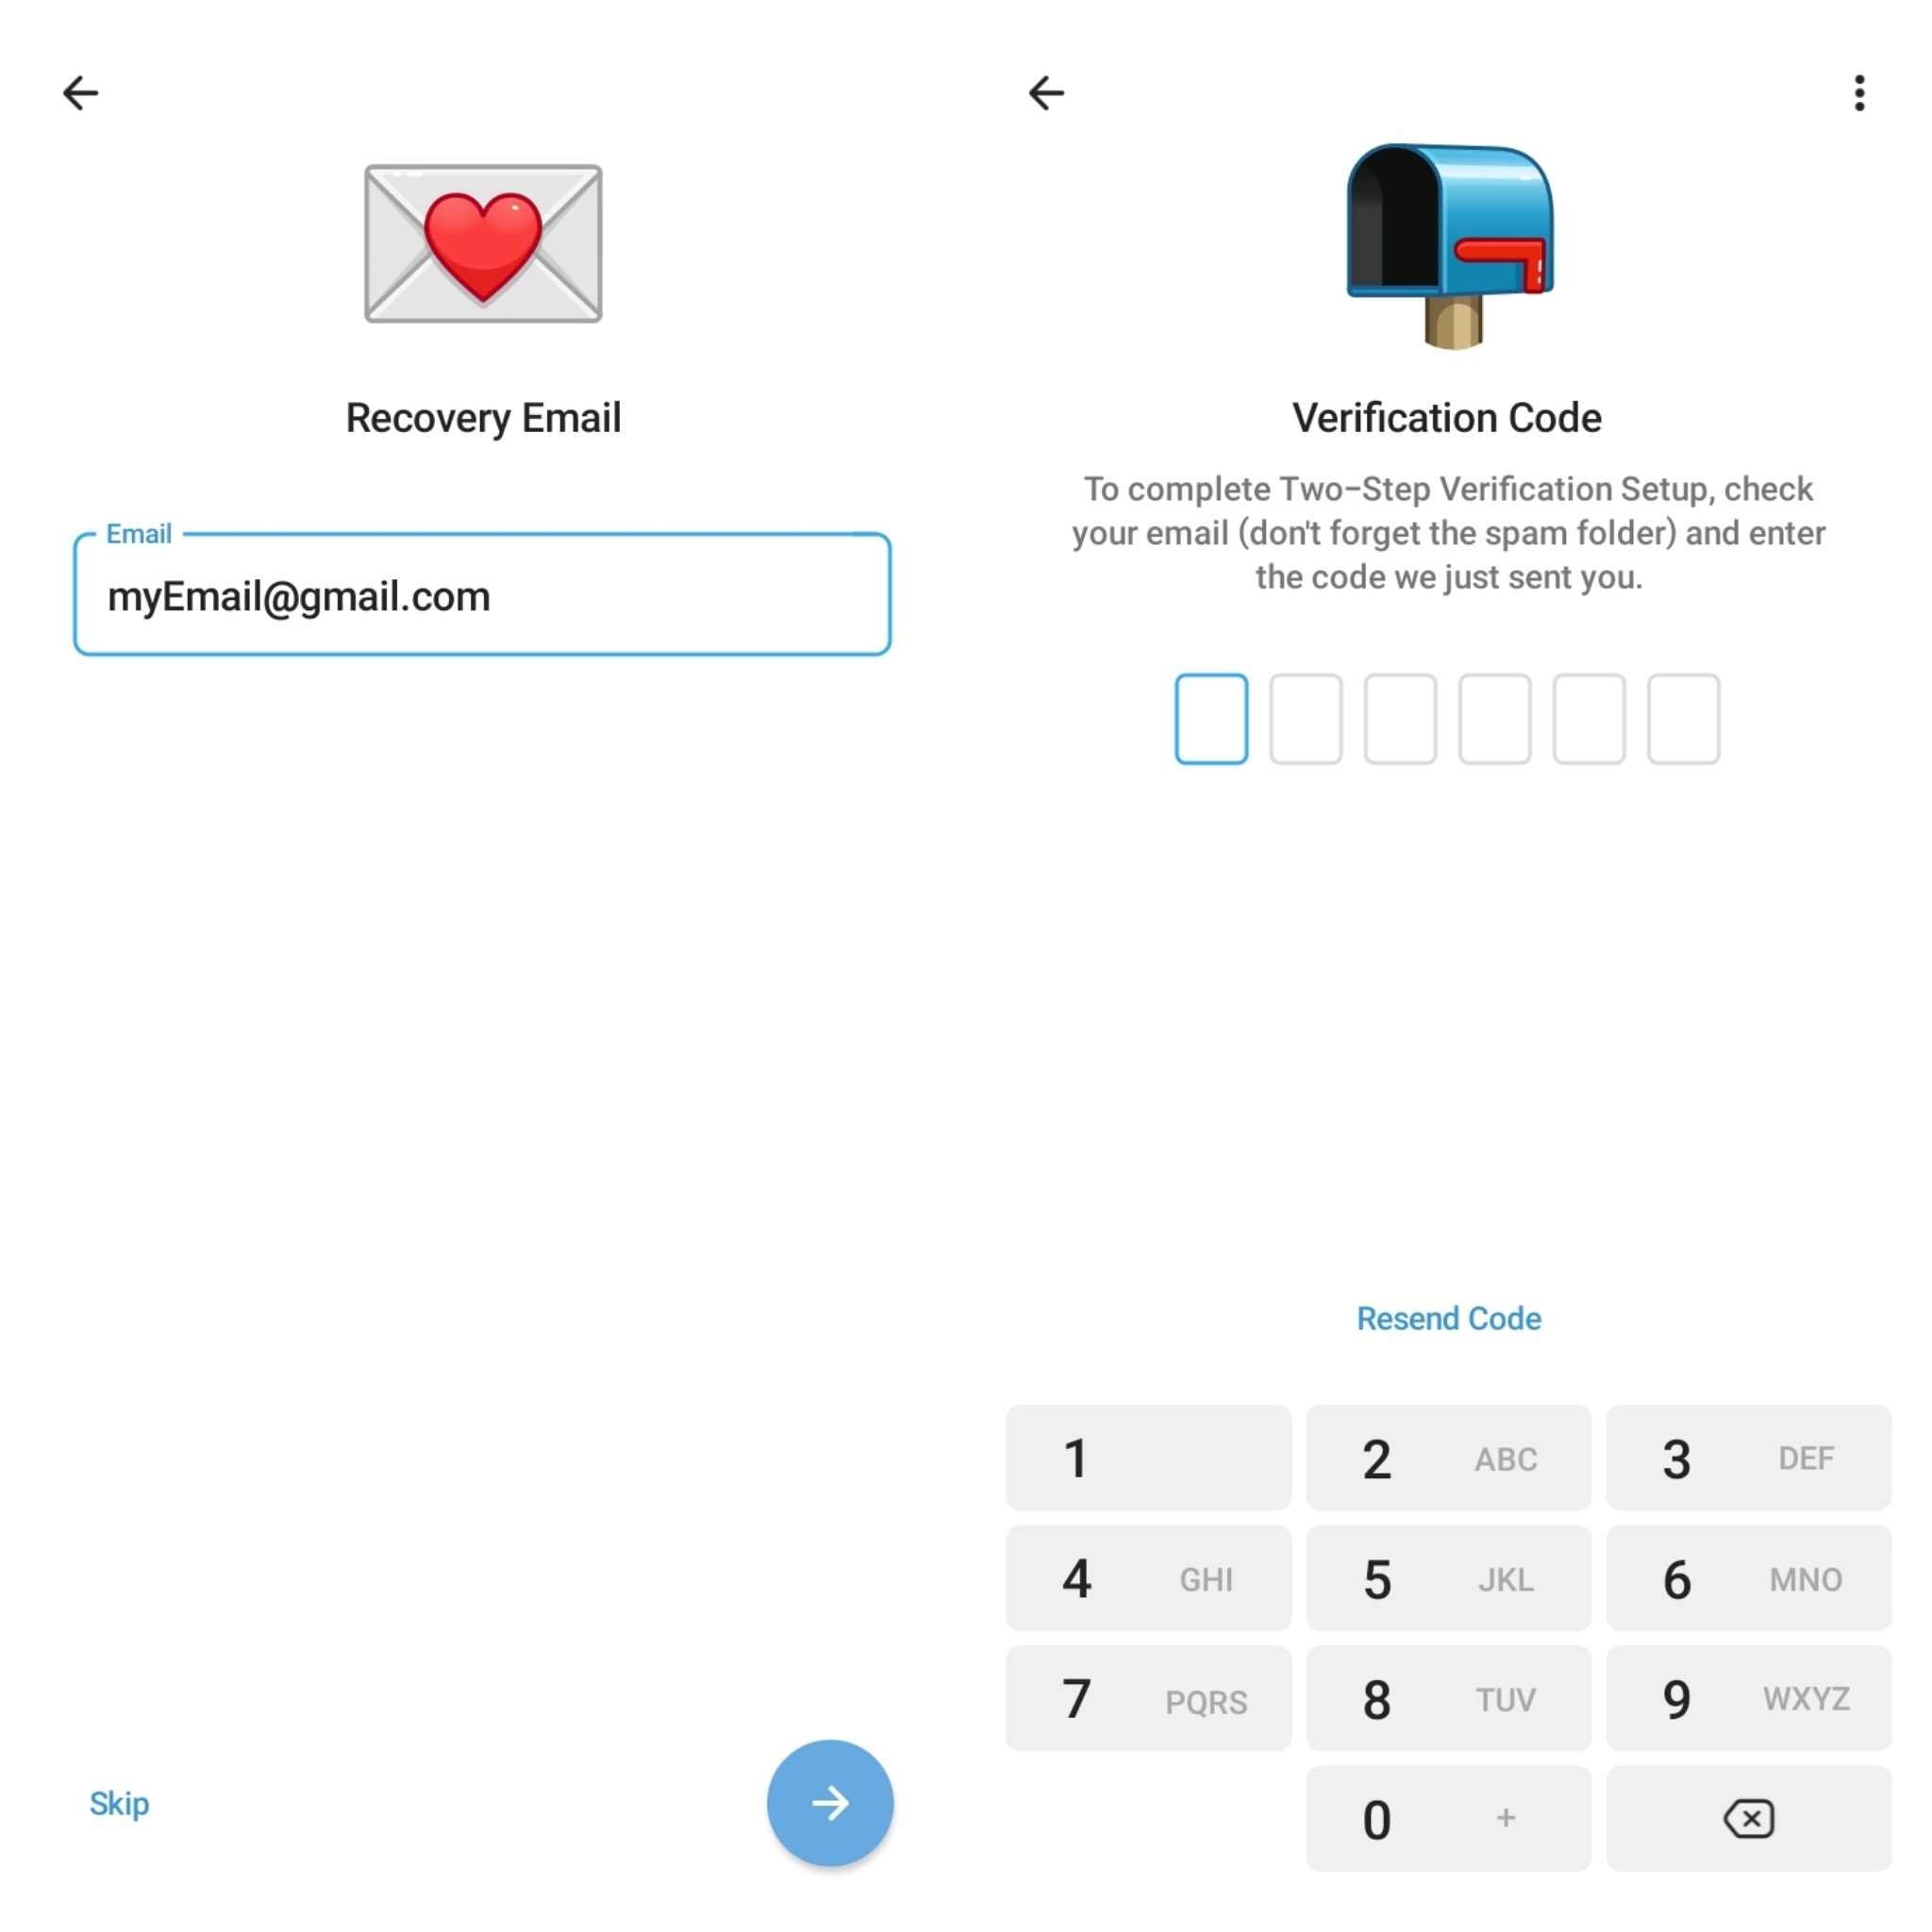 Recovery Email
Email
myEmail@gmail.com
Skip
Verification Code
To complete Two-Step Verification Setup, check
your email (don't forget the spam folder) and enter
the code we just sent you.
Resend Code
1 2 ABC 3 DEF
4 GHI 5 JKL 6 MNO
7 PQRS 8 TUV 9 WXYZ
0 +